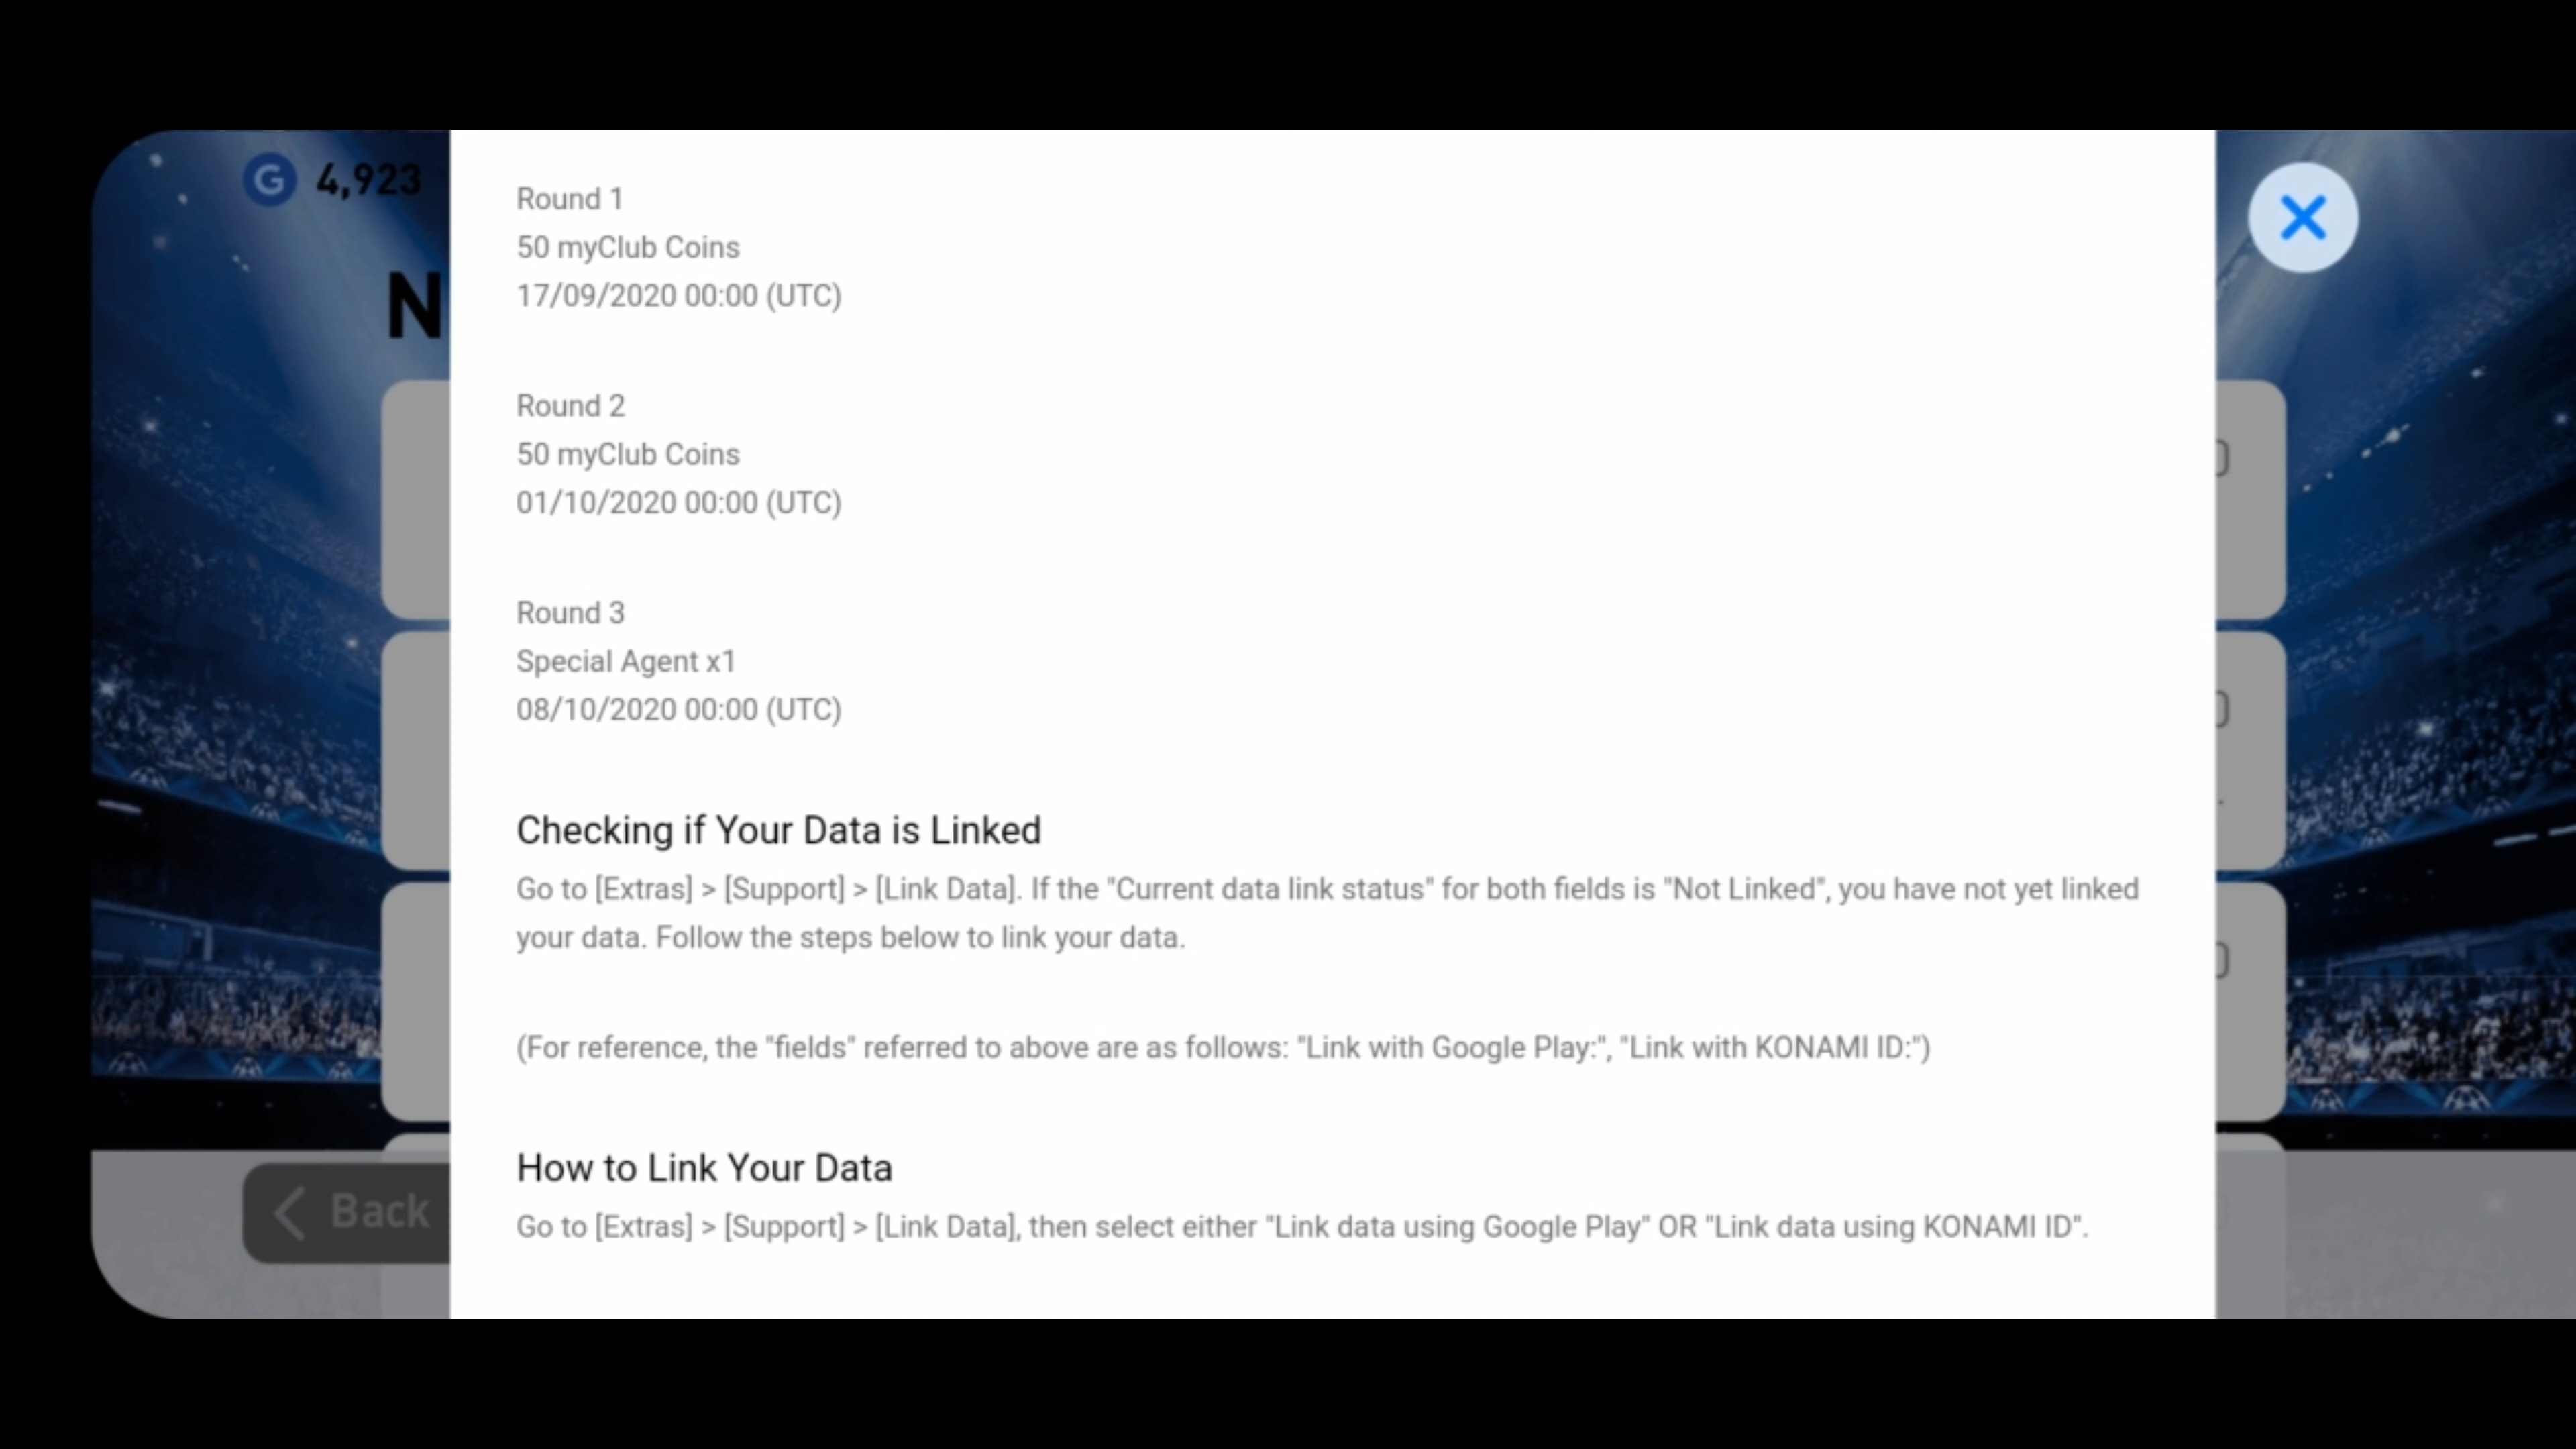 G 4,923
N
Round 1
50 myClub Coins
17/09/2020 00:00 (UTC)
Round 2
50 myClub Coins
01/10/2020 00:00 (UTC)
Round 3
Special Agent x1
08/10/2020 00:00 (UTC)
Checking if Your Data is Linked
Go to [Extras] > [Support] > [Link Data]. If the "Current data link status" for both fields is "Not Linked", you have not yet linked
your data. Follow the steps below to link your data.
(For reference, the "fields" referred to above are as follows: "Link with Google Play:", "Link with KONAMI ID:")
How to Link Your Data
Go to [Extras] > [Support] > [Link Data], then select either "Link data using Google Play" OR "Link data using KONAMI ID".
Back